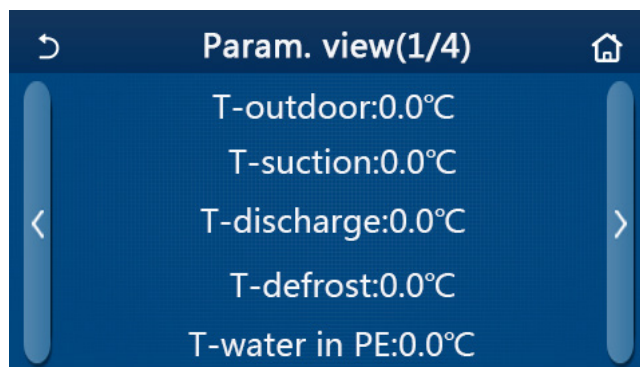 Param. view(1/4)
T-outdoor:0.0℃
T-suction:0.0℃
T-discharge:0.0℃
T-defrost:0.0℃
T-water in PE:0.0℃